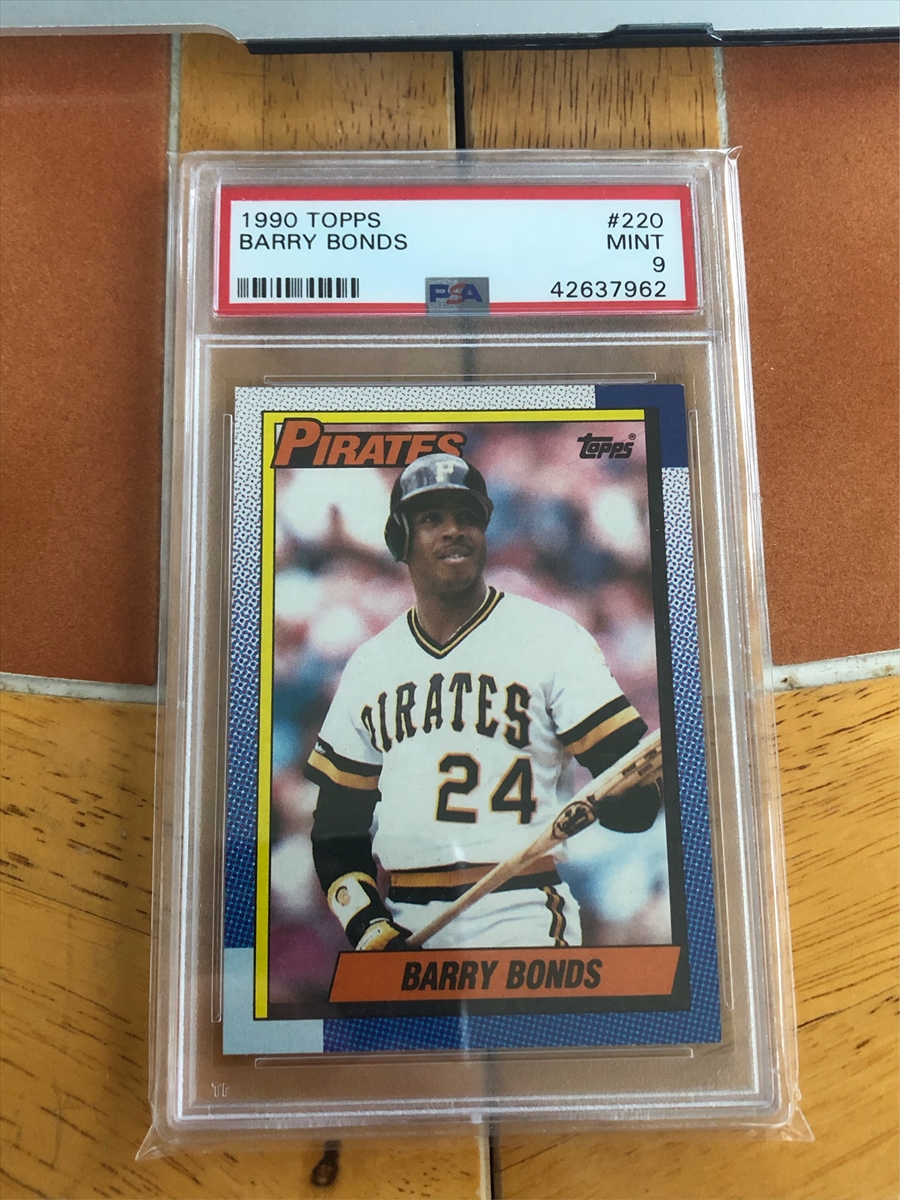 1990 TOPPS #220
BARRY BONDS MINT
9
PSA 42637962
PIRATES
topps®
P
PIRATES
24
BARRY BONDS